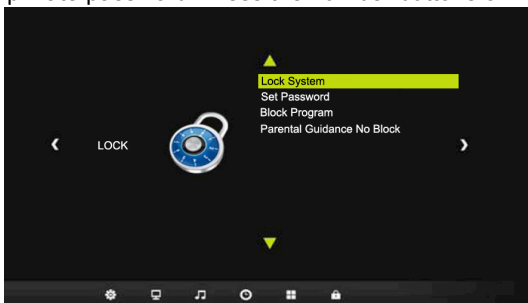 LOCK
Lock System
Set Password
Block Program
Parental Guidance No Block